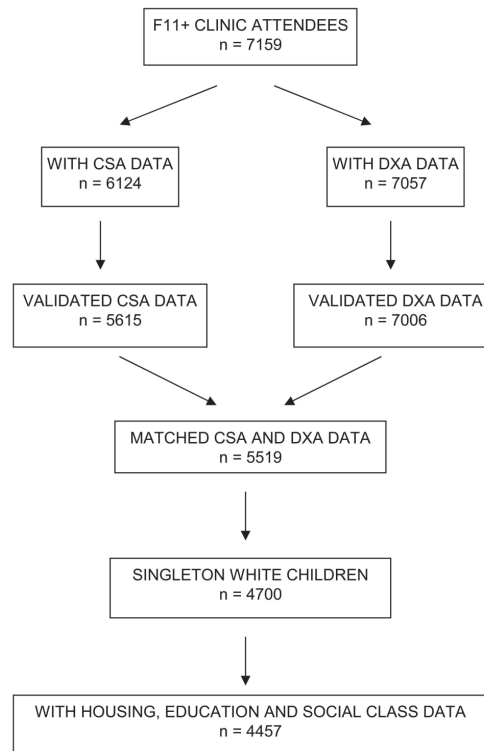 F11+ CLINIC ATTENDEES
n = 7159
WITH CSA DATA
n = 6124
WITH DXA DATA
n = 7057
VALIDATED CSA DATA
n = 5615
VALIDATED DXA DATA
n = 7006
MATCHED CSA AND DXA DATA
n = 5519
SINGLETON WHITE CHILDREN
n = 4700
WITH HOUSING, EDUCATION AND SOCIAL CLASS DATA
n = 4457